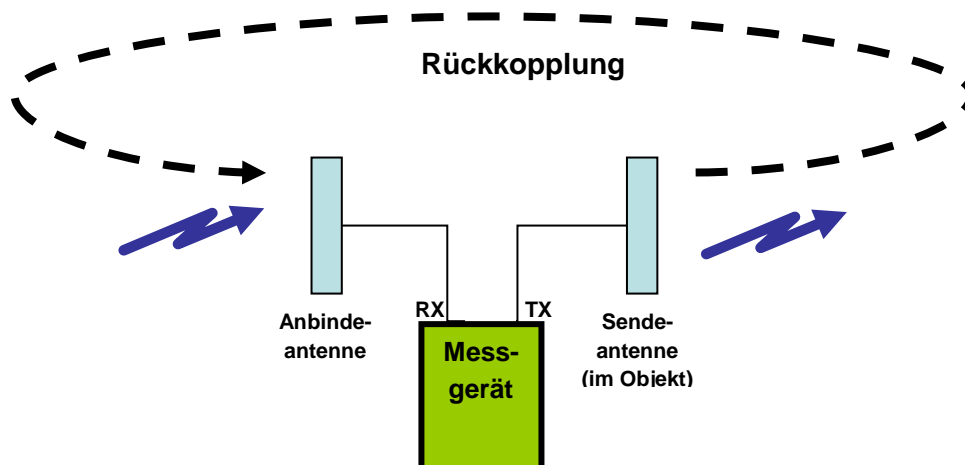 Rückkopplung
RX
TX
Anbinde-
antenne
Mess-
gerät
Sende-
antenne
(im Objekt)